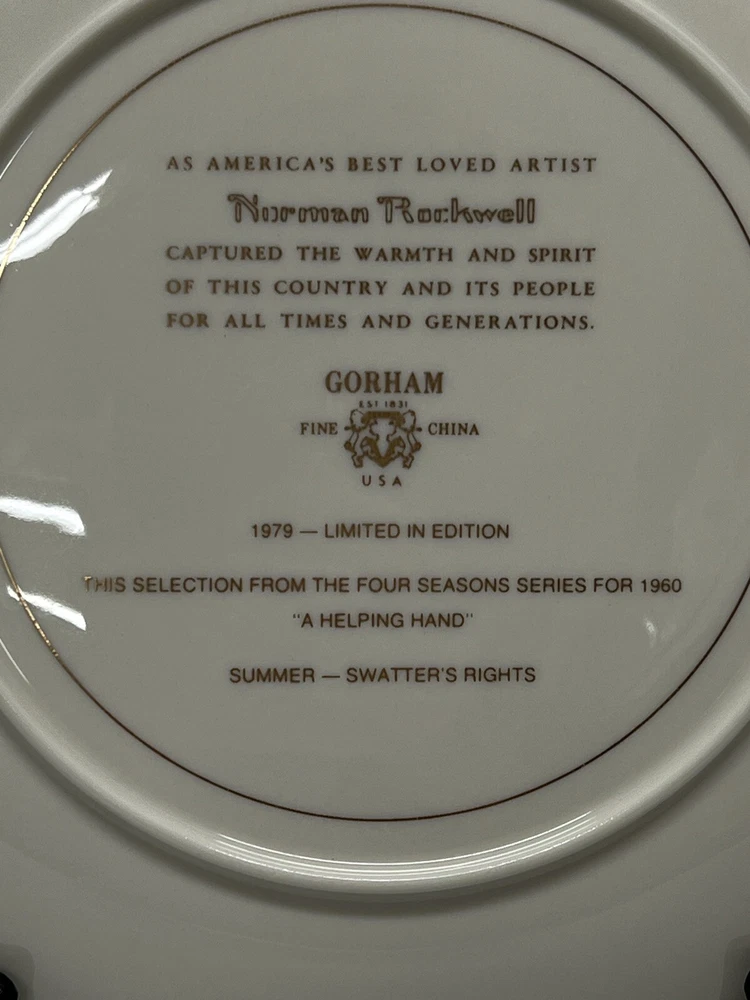 AS AMERICA'S BEST LOVED ARTIST
Norman Rockwell
CAPTURED THE WARMTH AND SPIRIT
OF THIS COUNTRY AND ITS PEOPLE
FOR ALL TIMES AND GENERATIONS.
GORHAM
EST 1831
FINE CHINA
USA
1979 — LIMITED IN EDITION
THIS SELECTION FROM THE FOUR SEASONS SERIES FOR 1960
"A HELPING HAND"
SUMMER — SWATTER'S RIGHTS